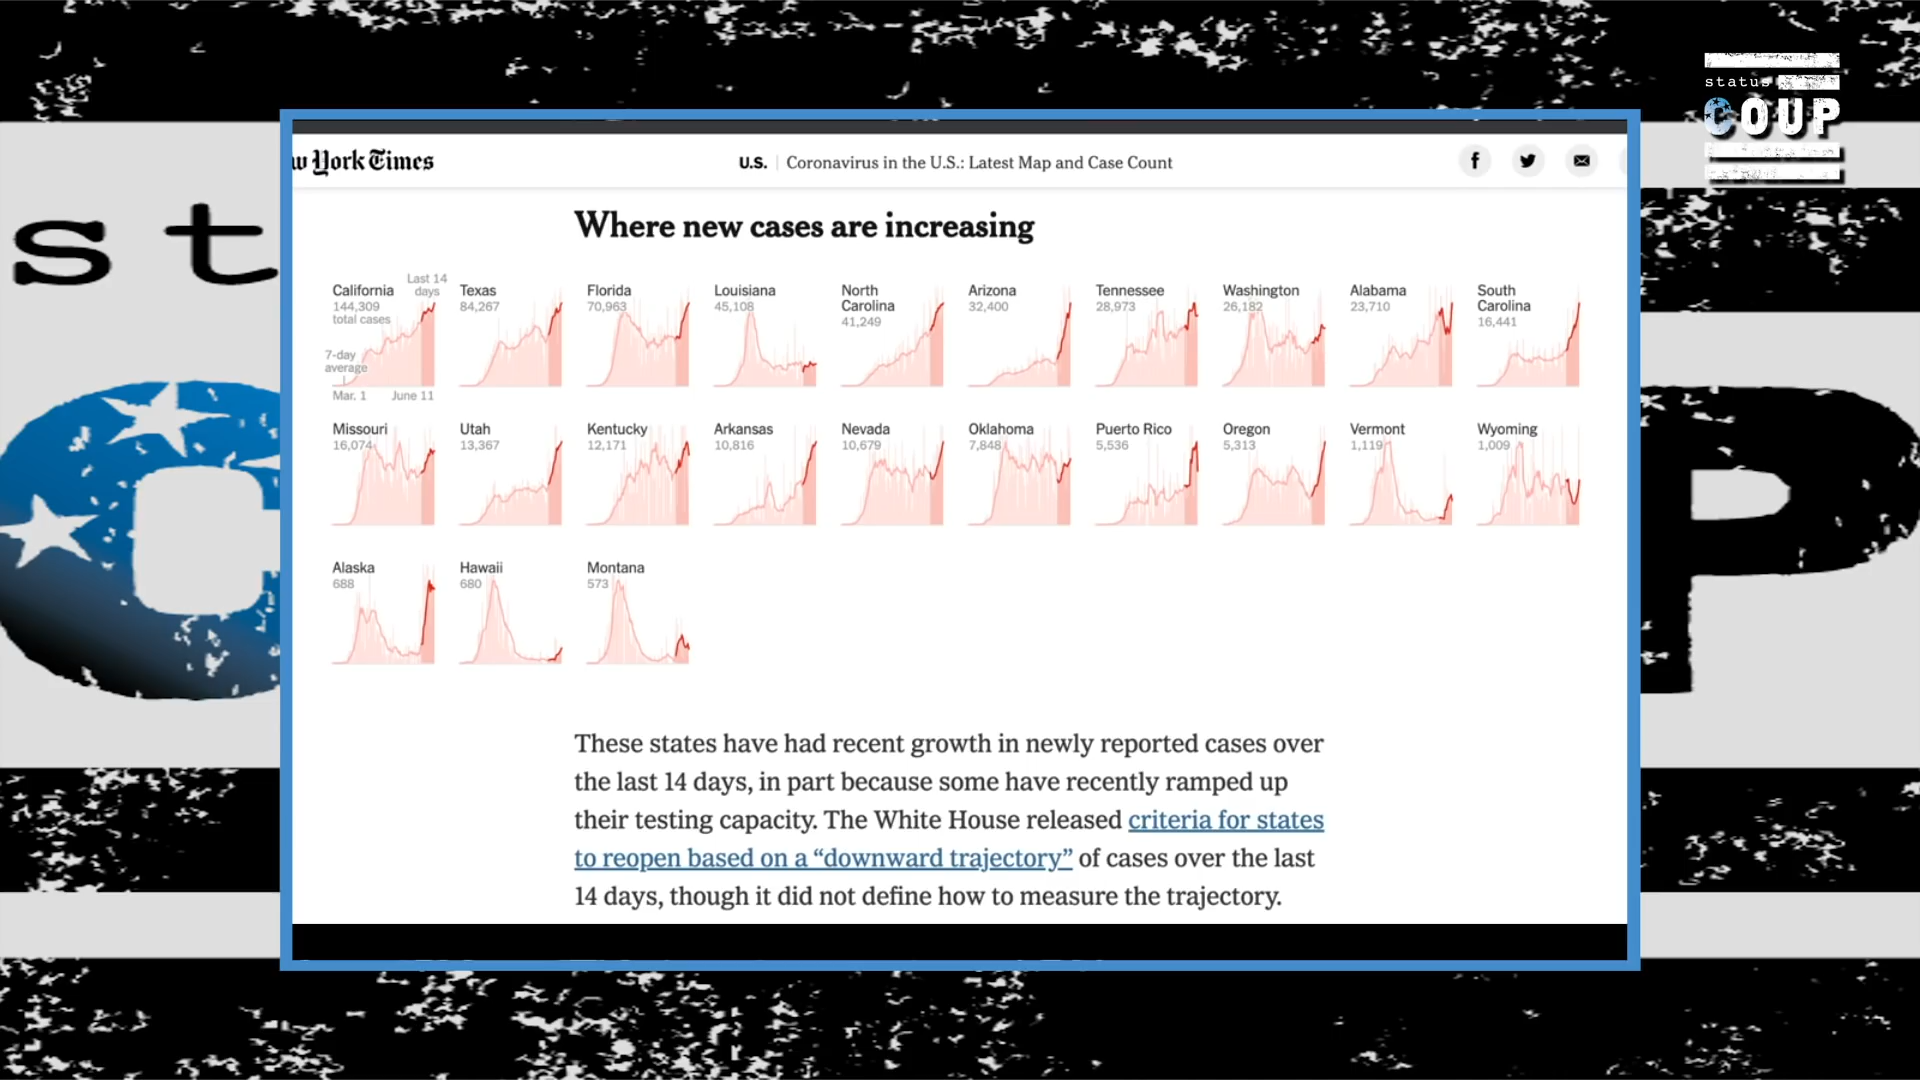 status
COUP
w York Times
U.S. | Coronavirus in the U.S.: Latest Map and Case Count
st
Where new cases are increasing
California
144,309
total cases
Last 14
days
7-day
average
Mar. 1
June 11
Texas
84,267
Florida
70,963
Louisiana
45,108
North
Carolina
41,249
Arizona
32,400
Tennessee
28,973
Washington
26,182
Alabama
23,710
South
Carolina
16,441
Missouri
16,074
Utah
13,367
Kentucky
12,171
Arkansas
10,816
Nevada
10,679
Oklahoma
7,848
Puerto Rico
5,536
Oregon
5,313
Vermont
1,119
Wyoming
1,009
C
P
Alaska
688
Hawaii
680
Montana
573
These states have had recent growth in newly reported cases over
the last 14 days, in part because some have recently ramped up
their testing capacity. The White House released criteria for states
to reopen based on a “downward trajectory” of cases over the last
14 days, though it did not define how to measure the trajectory.